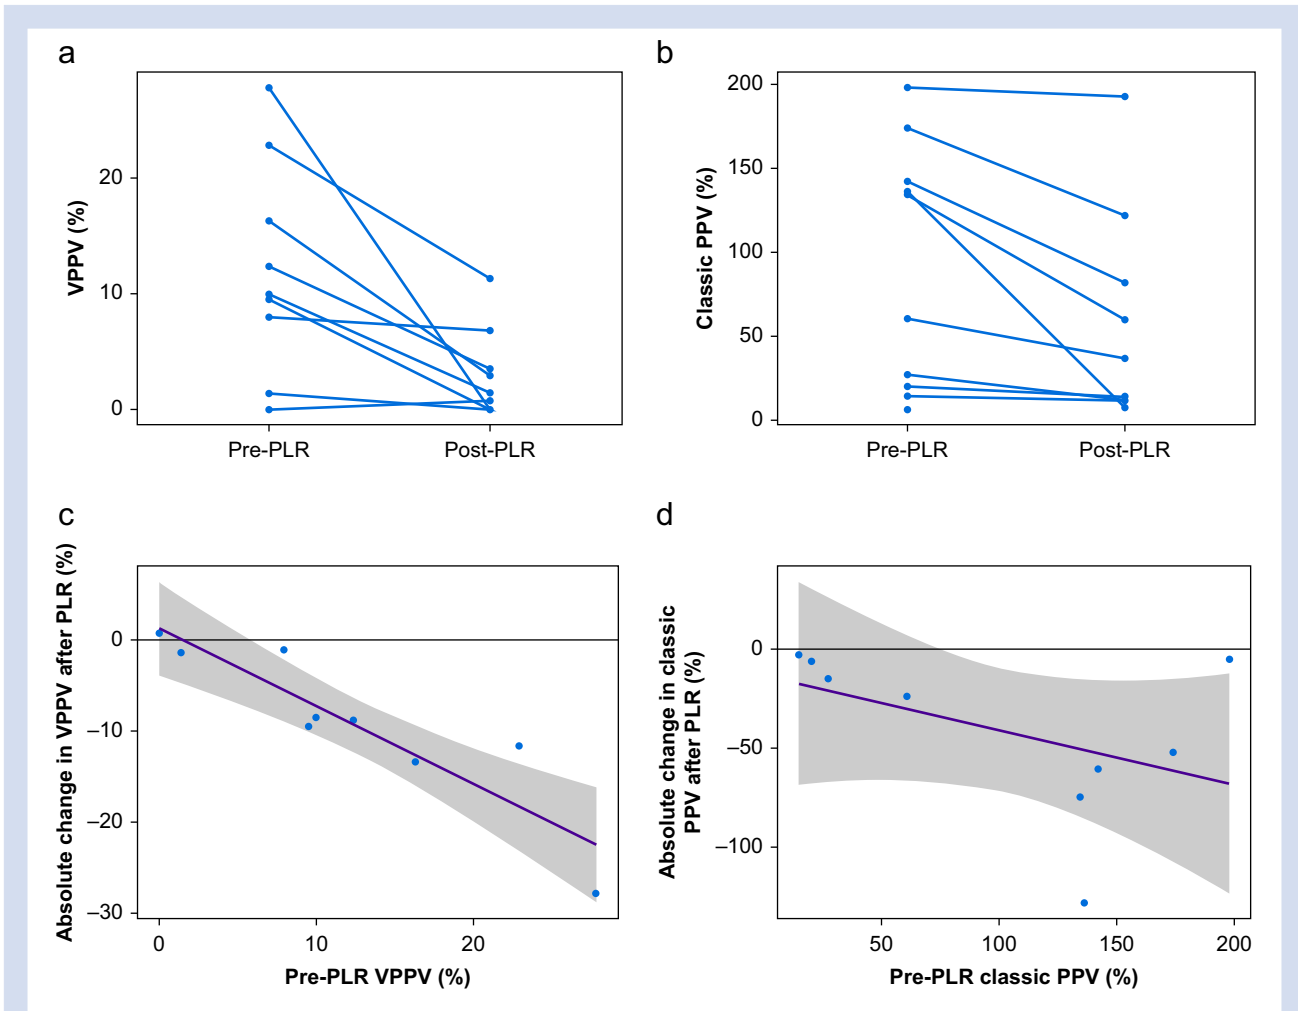 a
VPPV (%)
20
10
0
Pre-PLR
Post-PLR
b
Classic PPV (%)
200
150
100
50
0
Pre-PLR
Post-PLR
c
Absolute change in VPPV after PLR (%)
0
–10
–20
–30
0
10
20
Pre-PLR VPPV (%)
d
Absolute change in classic
PPV after PLR (%)
0
–50
–100
50
100
150
200
Pre-PLR classic PPV (%)